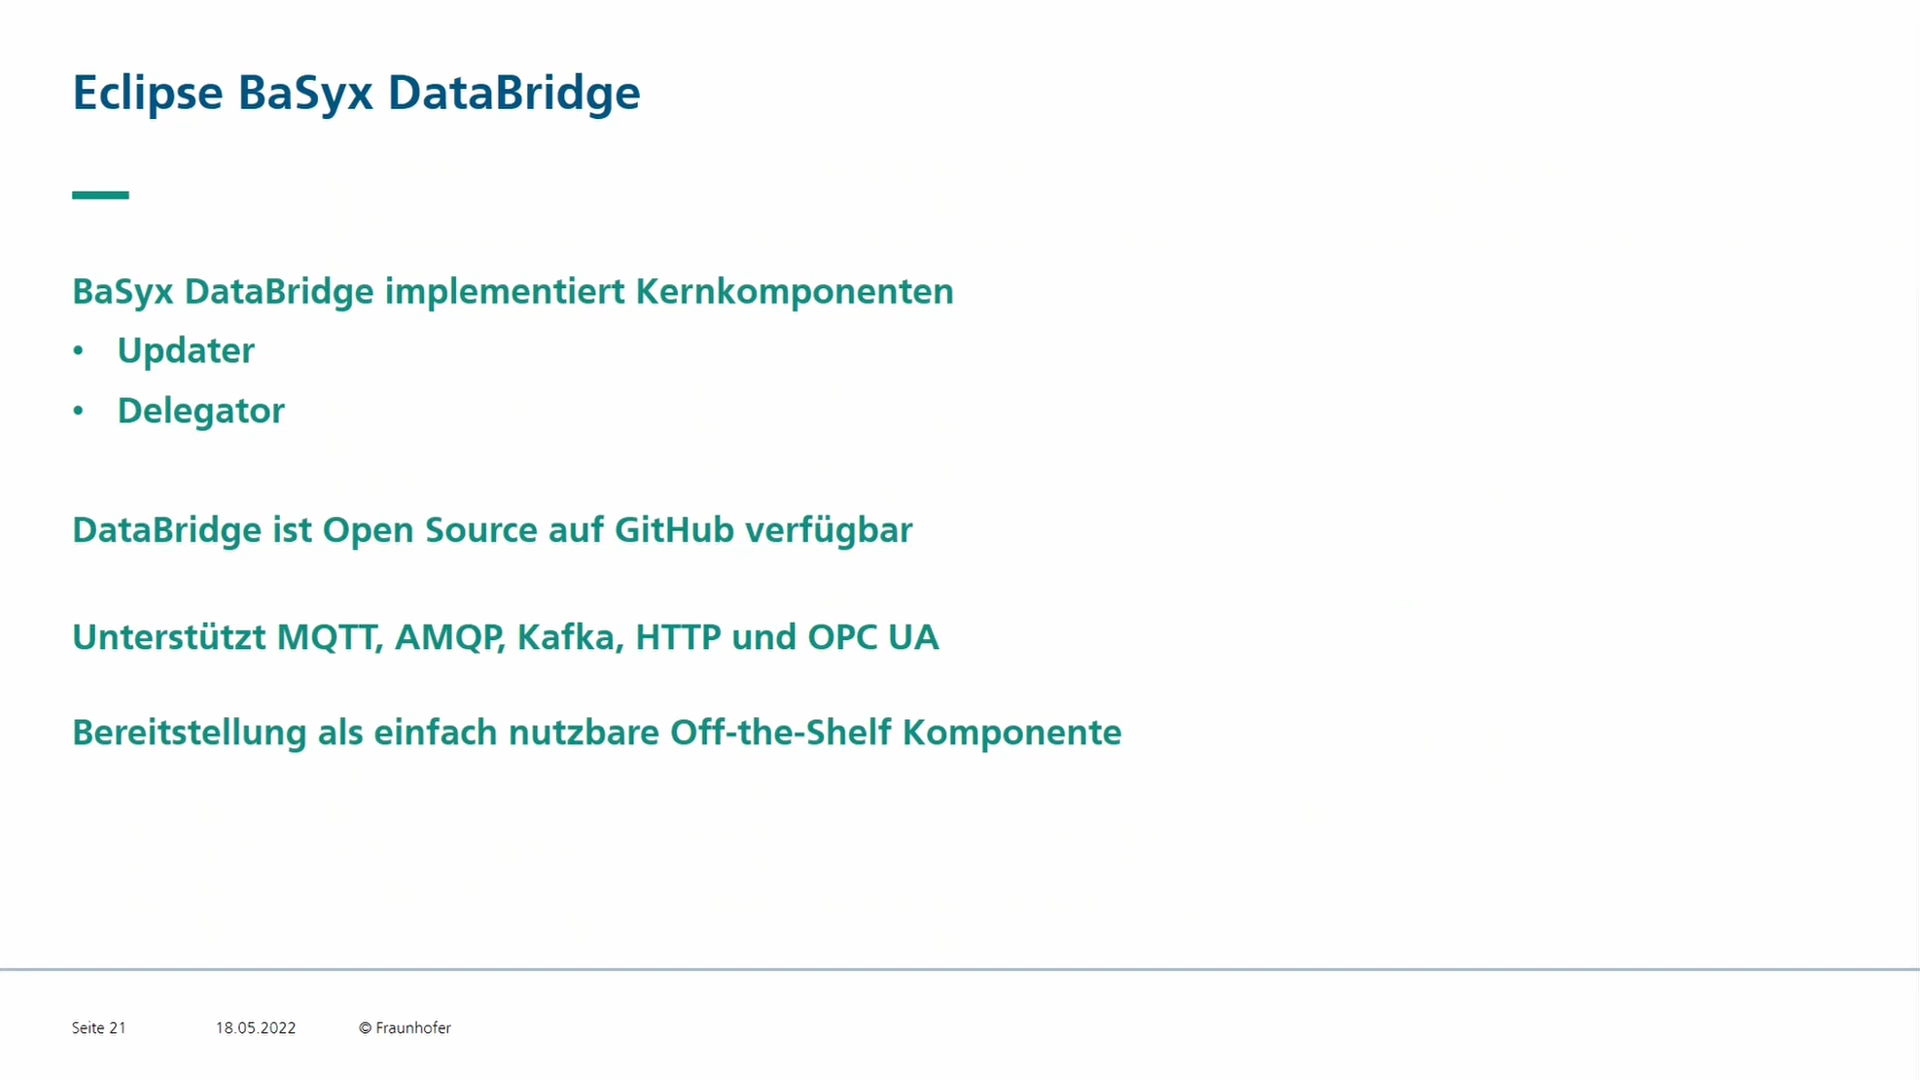 Eclipse BaSyx DataBridge
BaSyx DataBridge implementiert Kernkomponenten
• Updater
• Delegator
DataBridge ist Open Source auf GitHub verfügbar
Unterstützt MQTT, AMQP, Kafka, HTTP und OPC UA
Bereitstellung als einfach nutzbare Off-the-Shelf Komponente
Seite 21 18.05.2022 © Fraunhofer